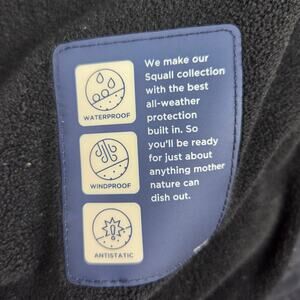 We make our
Squall collection
with the best
all-weather
protection
built in. So
you'll be ready
for just about
anything mother
nature can
dish out.
WATERPROOF
WINDPROOF
ANTISTATIC